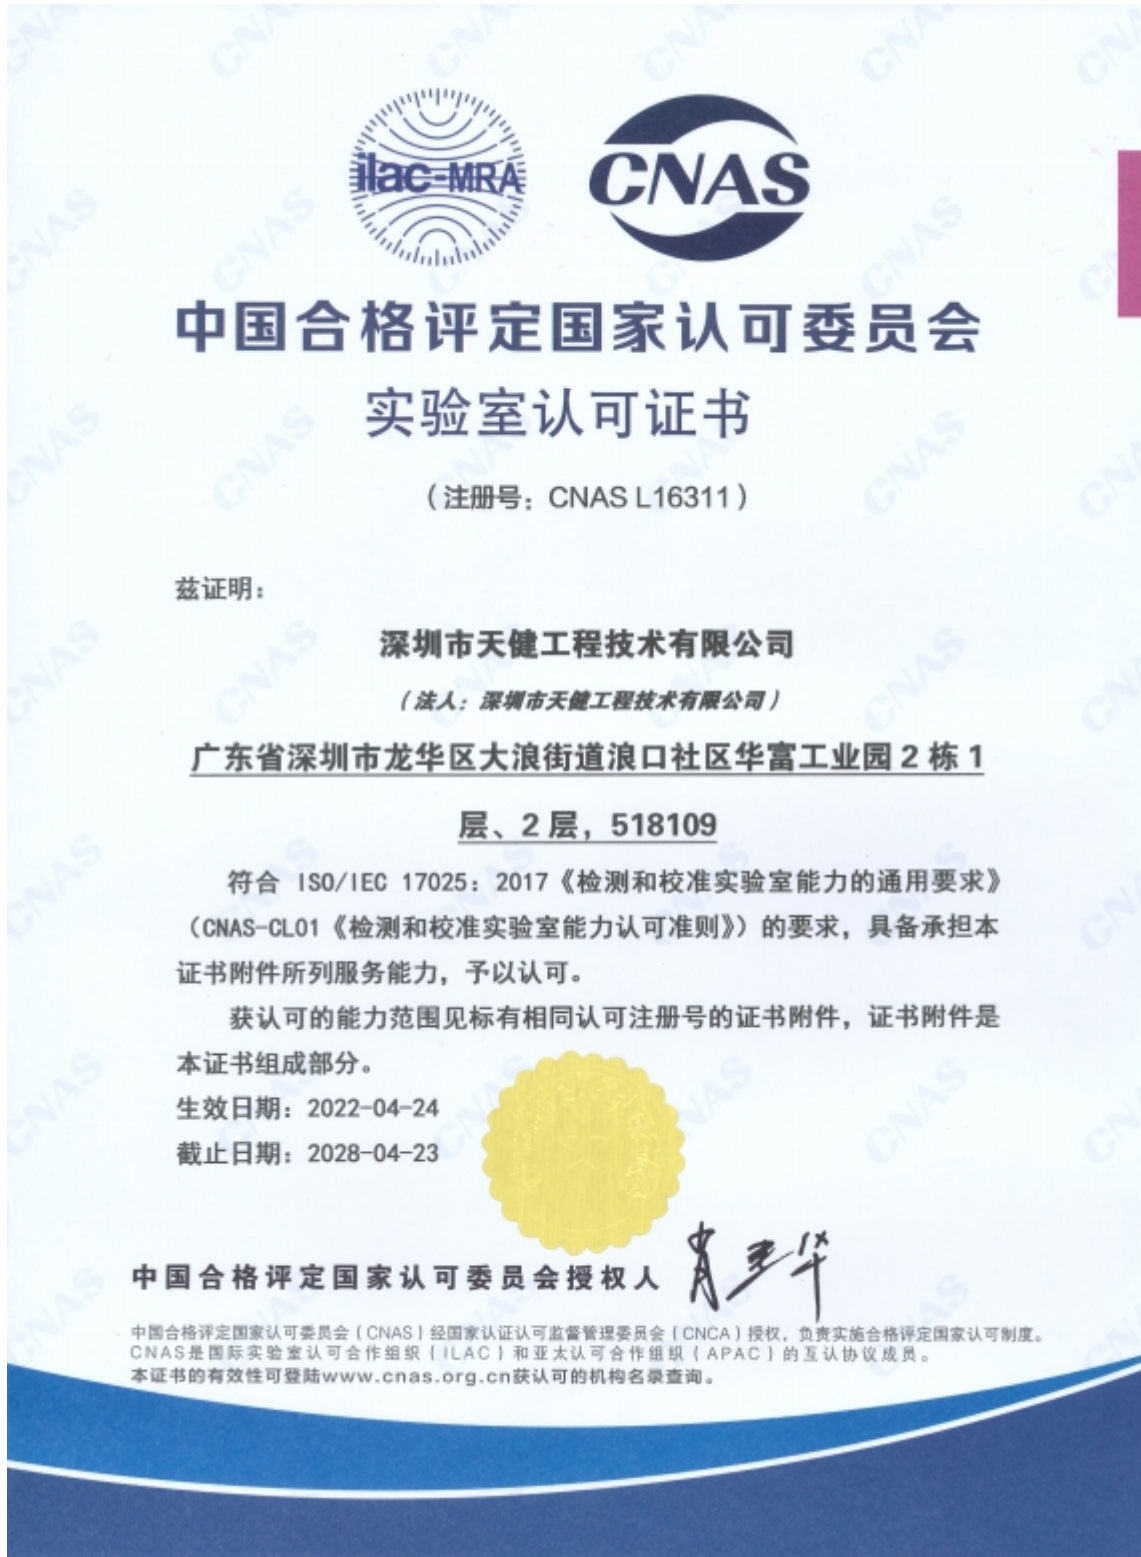 ilac-MRA
CNAS
中国合格评定国家认可委员会
实验室认可证书
（注册号：CNAS L16311）
兹证明：
深圳市天健工程技术有限公司
（法人：深圳市天健工程技术有限公司）
广东省深圳市龙华区大浪街道浪口社区华富工业园 2 栋 1
层、2 层，518109
符合 ISO/IEC 17025：2017《检测和校准实验室能力的通用要求》
（CNAS-CL01《检测和校准实验室能力认可准则》）的要求，具备承担本
证书附件所列服务能力，予以认可。
获认可的能力范围见标有相同认可注册号的证书附件，证书附件是
本证书组成部分。
生效日期：2022-04-24
截止日期：2028-04-23
中国合格评定国家认可委员会授权人
中国合格评定国家认可委员会（CNAS）经国家认证认可监督管理委员会（CNCA）授权，负责实施合格评定国家认可制度。
CNAS是国际实验室认可合作组织（ILAC）和亚太认可合作组织（APAC）的互认协议成员。
本证书的有效性可登陆www.cnas.org.cn获认可的机构名录查询。